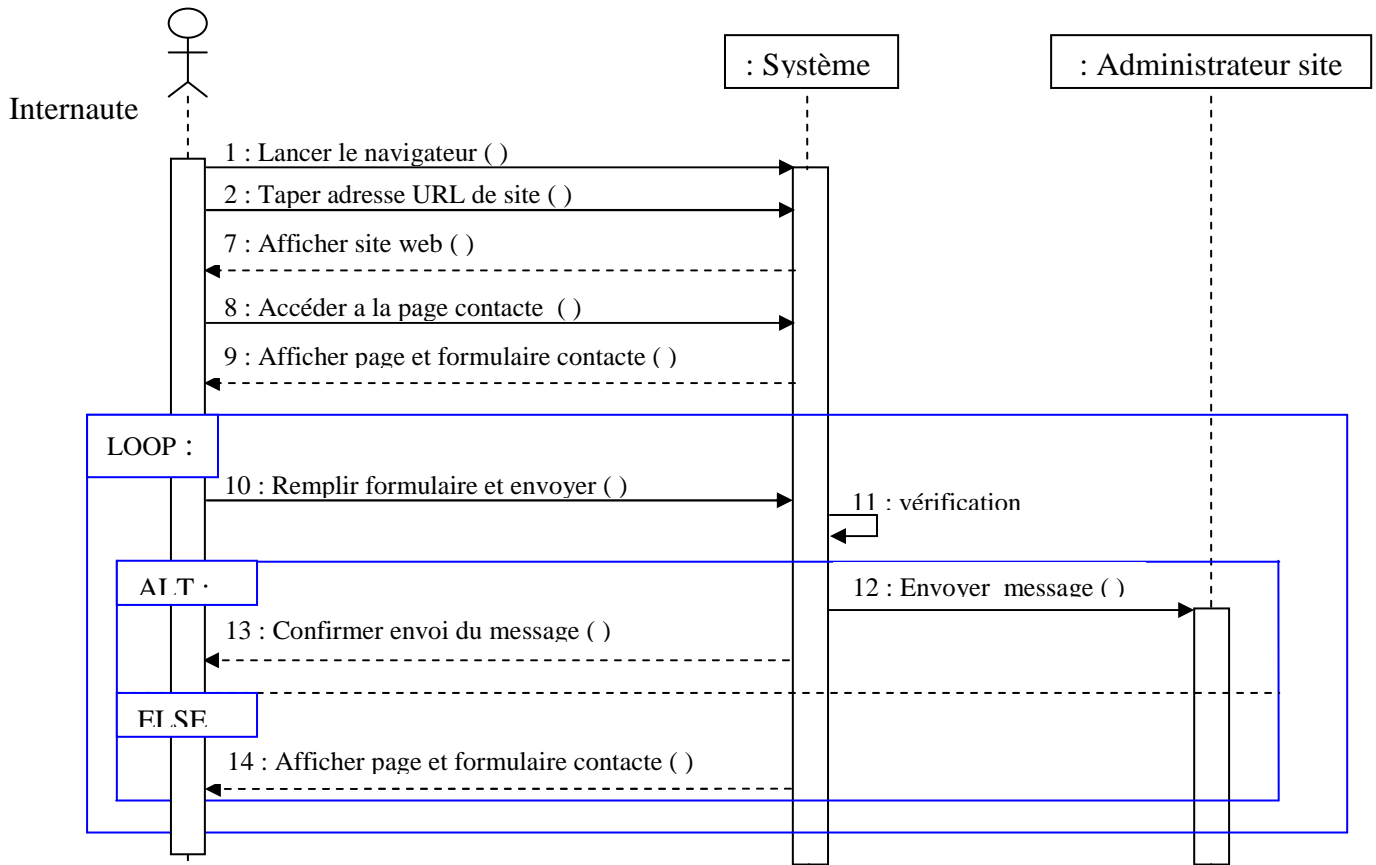 : Système
: Administrateur site
Internaute
1 : Lancer le navigateur ( )
2 : Taper adresse URL de site ( )
7 : Afficher site web ( )
8 : Accéder a la page contacte  ( )
9 : Afficher page et formulaire contacte ( )
LOOP :
10 : Remplir formulaire et envoyer ( )
11 : vérification
ALT :
12 : Envoyer  message ( )
13 : Confirmer envoi du message ( )
ELSE
14 : Afficher page et formulaire contacte ( )